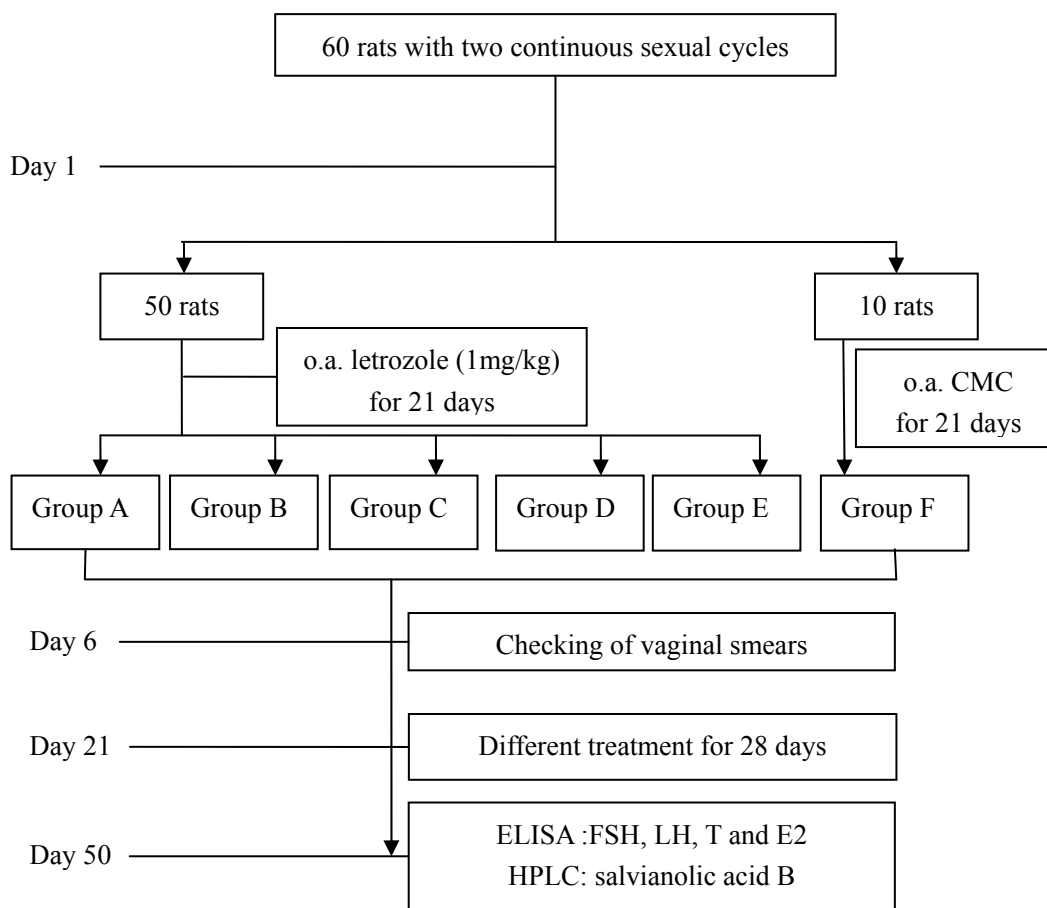 60 rats with two continuous sexual cycles
Day 1
50 rats
10 rats
o.a. letrozole (1mg/kg)
for 21 days
o.a. CMC
for 21 days
Group A
Group B
Group C
Group D
Group E
Group F
Day 6
Checking of vaginal smears
Day 21
Different treatment for 28 days
Day 50
ELISA :FSH, LH, T and E2
HPLC: salvianolic acid B